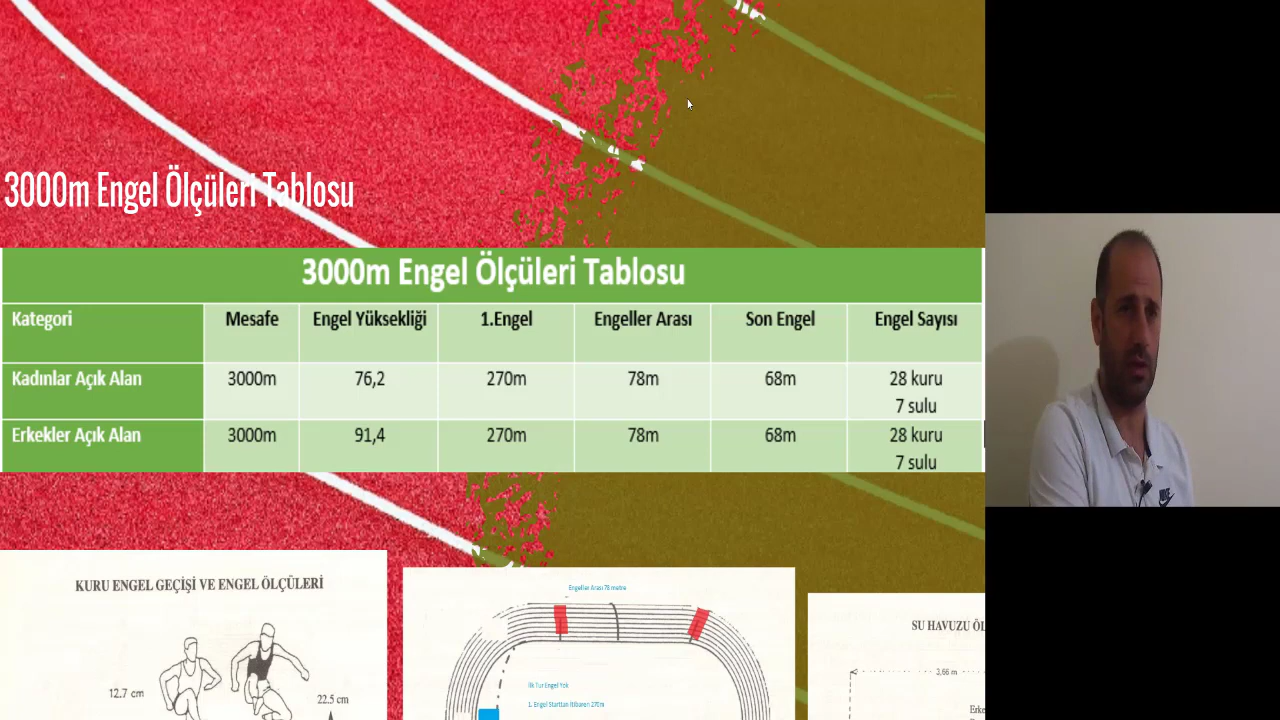 3000m Engel Ölçüleri Tablosu
3000m Engel Ölçüleri Tablosu
Kategori Mesafe Engel Yüksekliği 1.Engel Engeller Arası Son Engel Engel Sayısı
Kadınlar Açık Alan 3000m 76,2 270m 78m 68m 28 kuru
7 sulu
Erkekler Açık Alan 3000m 91,4 270m 78m 68m 28 kuru
7 sulu
KURU ENGEL GEÇİŞİ VE ENGEL ÖLÇÜLERİ
12.7 cm
22.5 cm
Engeller Arası 78 metre
İlk Tur Engel Yok
1. Engel Starttan İtibaren 270m
SU HAVUZU ÖL
3,66 m
Erke